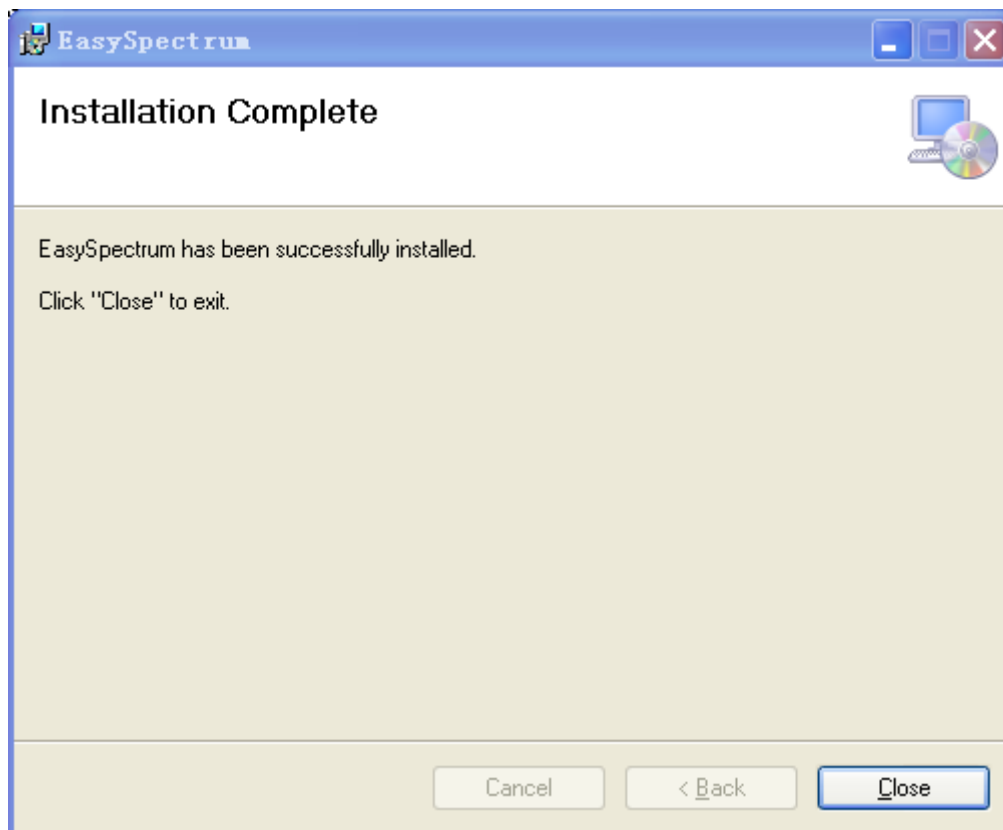 EasySpectrum
Installation Complete
EasySpectrum has been successfully installed.
Click "Close" to exit.
Cancel
< Back
Close